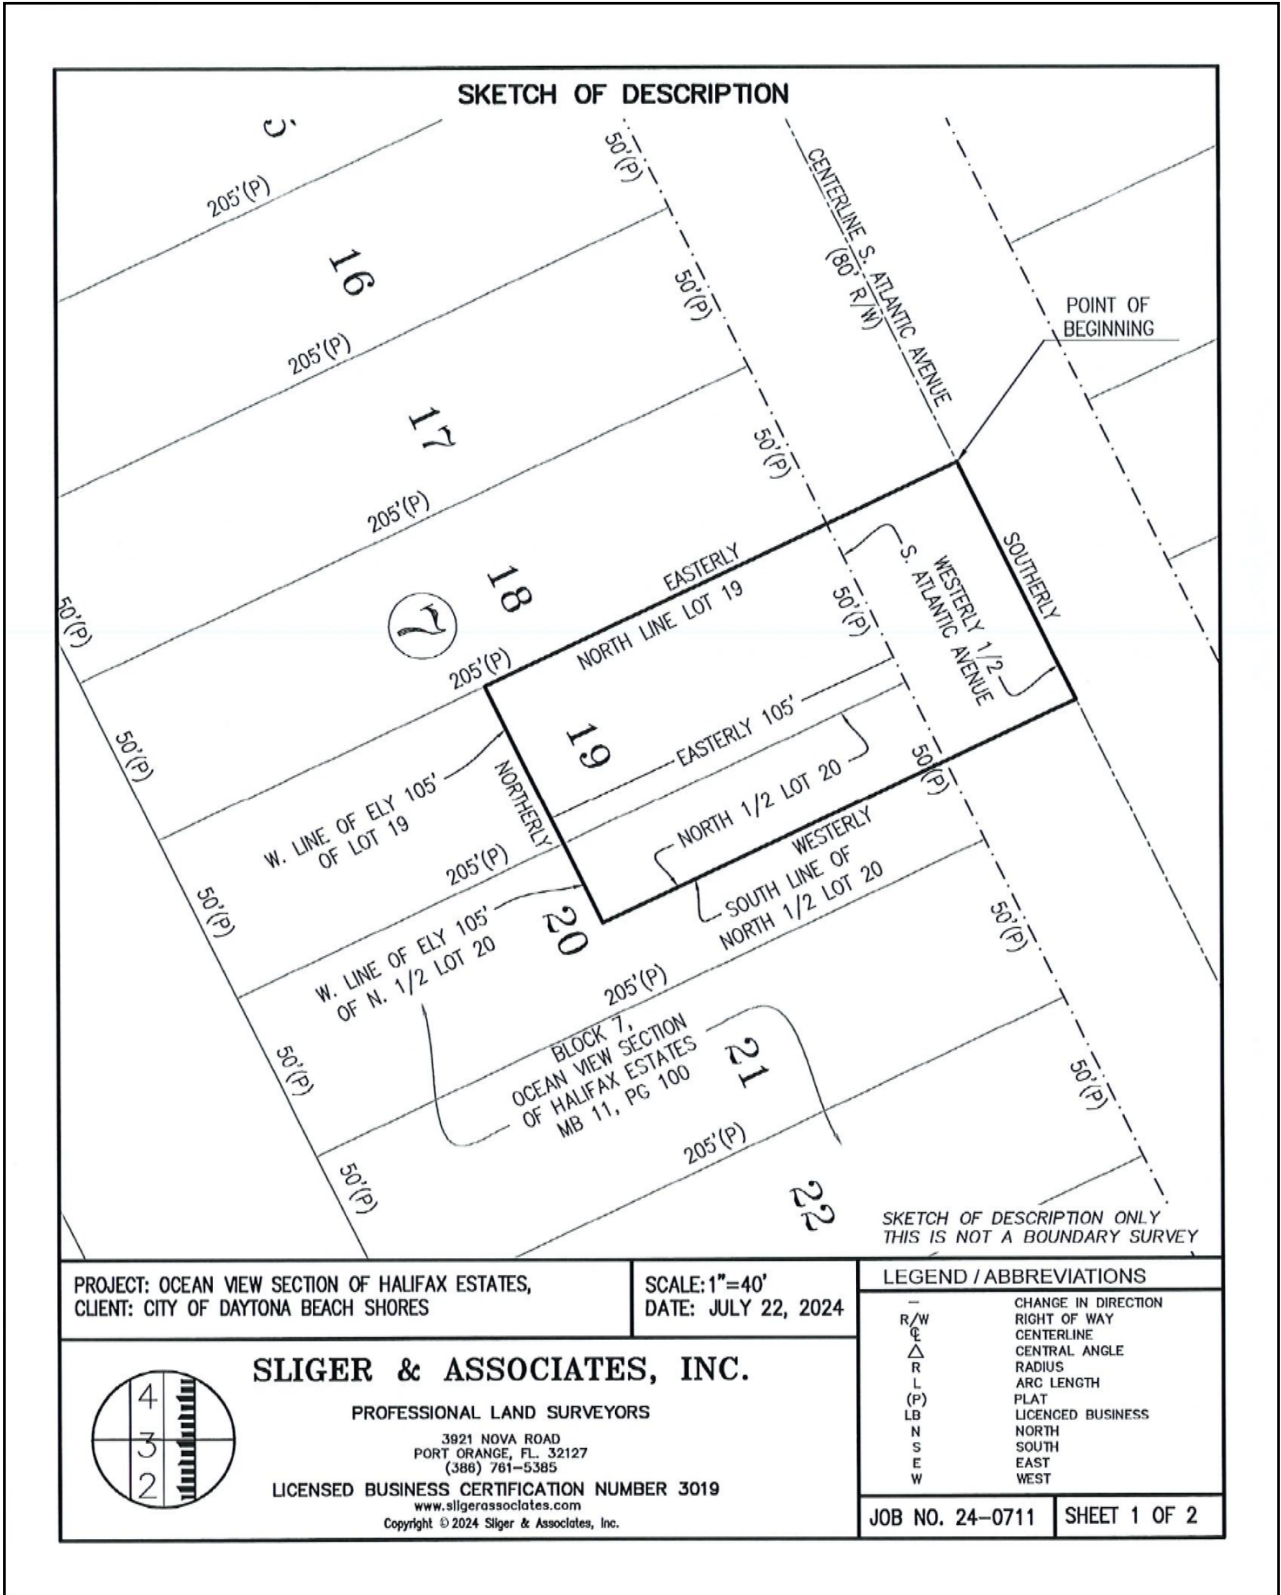 SKETCH OF DESCRIPTION
205'(P)
16
205'(P)
17
205'(P)
18
7
205'(P)
50'(P)
50'(P)
50'(P)
50'(P)
50'(P)
CENTERLINE S. ATLANTIC AVENUE
(80' R/W)
POINT OF
BEGINNING
EASTERLY
NORTH LINE LOT 19
S. ATLANTIC AVENUE
WESTERLY 1/2
SOUTHERLY
50'(P)
50'(P)
19
EASTERLY 105'
NORTHERLY
W. LINE OF ELY 105'
OF LOT 19
NORTH 1/2 LOT 20
WESTERLY
SOUTH LINE OF
NORTH 1/2 LOT 20
205'(P)
50'(P)
50'(P)
20
W. LINE OF ELY 105'
OF N. 1/2 LOT 20
50'(P)
205'(P)
BLOCK 7,
OCEAN VIEW SECTION
OF HALIFAX ESTATES
MB 11, PG 100
21
50'(P)
50'(P)
50'(P)
205'(P)
22
SKETCH OF DESCRIPTION ONLY
THIS IS NOT A BOUNDARY SURVEY
PROJECT: OCEAN VIEW SECTION OF HALIFAX ESTATES,
CLIENT: CITY OF DAYTONA BEACH SHORES
SCALE: 1"=40'
DATE: JULY 22, 2024
LEGEND / ABBREVIATIONS
— CHANGE IN DIRECTION
R/W RIGHT OF WAY
℄ CENTERLINE
△ CENTRAL ANGLE
R RADIUS
L ARC LENGTH
(P) PLAT
LB LICENCED BUSINESS
N NORTH
S SOUTH
E EAST
W WEST
4
3
2
SLIGER & ASSOCIATES, INC.
PROFESSIONAL LAND SURVEYORS
3921 NOVA ROAD
PORT ORANGE, FL. 32127
(386) 761-5385
LICENSED BUSINESS CERTIFICATION NUMBER 3019
www.sligerassociates.com
Copyright © 2024 Sliger & Associates, Inc.
JOB NO. 24-0711
SHEET 1 OF 2